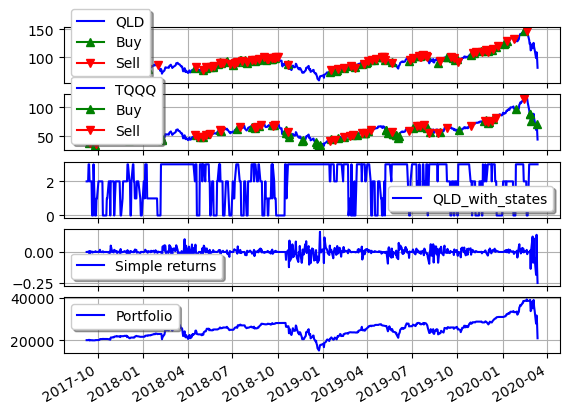 150
100
QLD
Buy
Sell
100
50
TQQQ
Buy
Sell
2
0
QLD_with_states
0.00
−0.25
Simple returns
40000
20000
Portfolio
2017-10
2018-01
2018-04
2018-07
2018-10
2019-01
2019-04
2019-07
2019-10
2020-01
2020-04